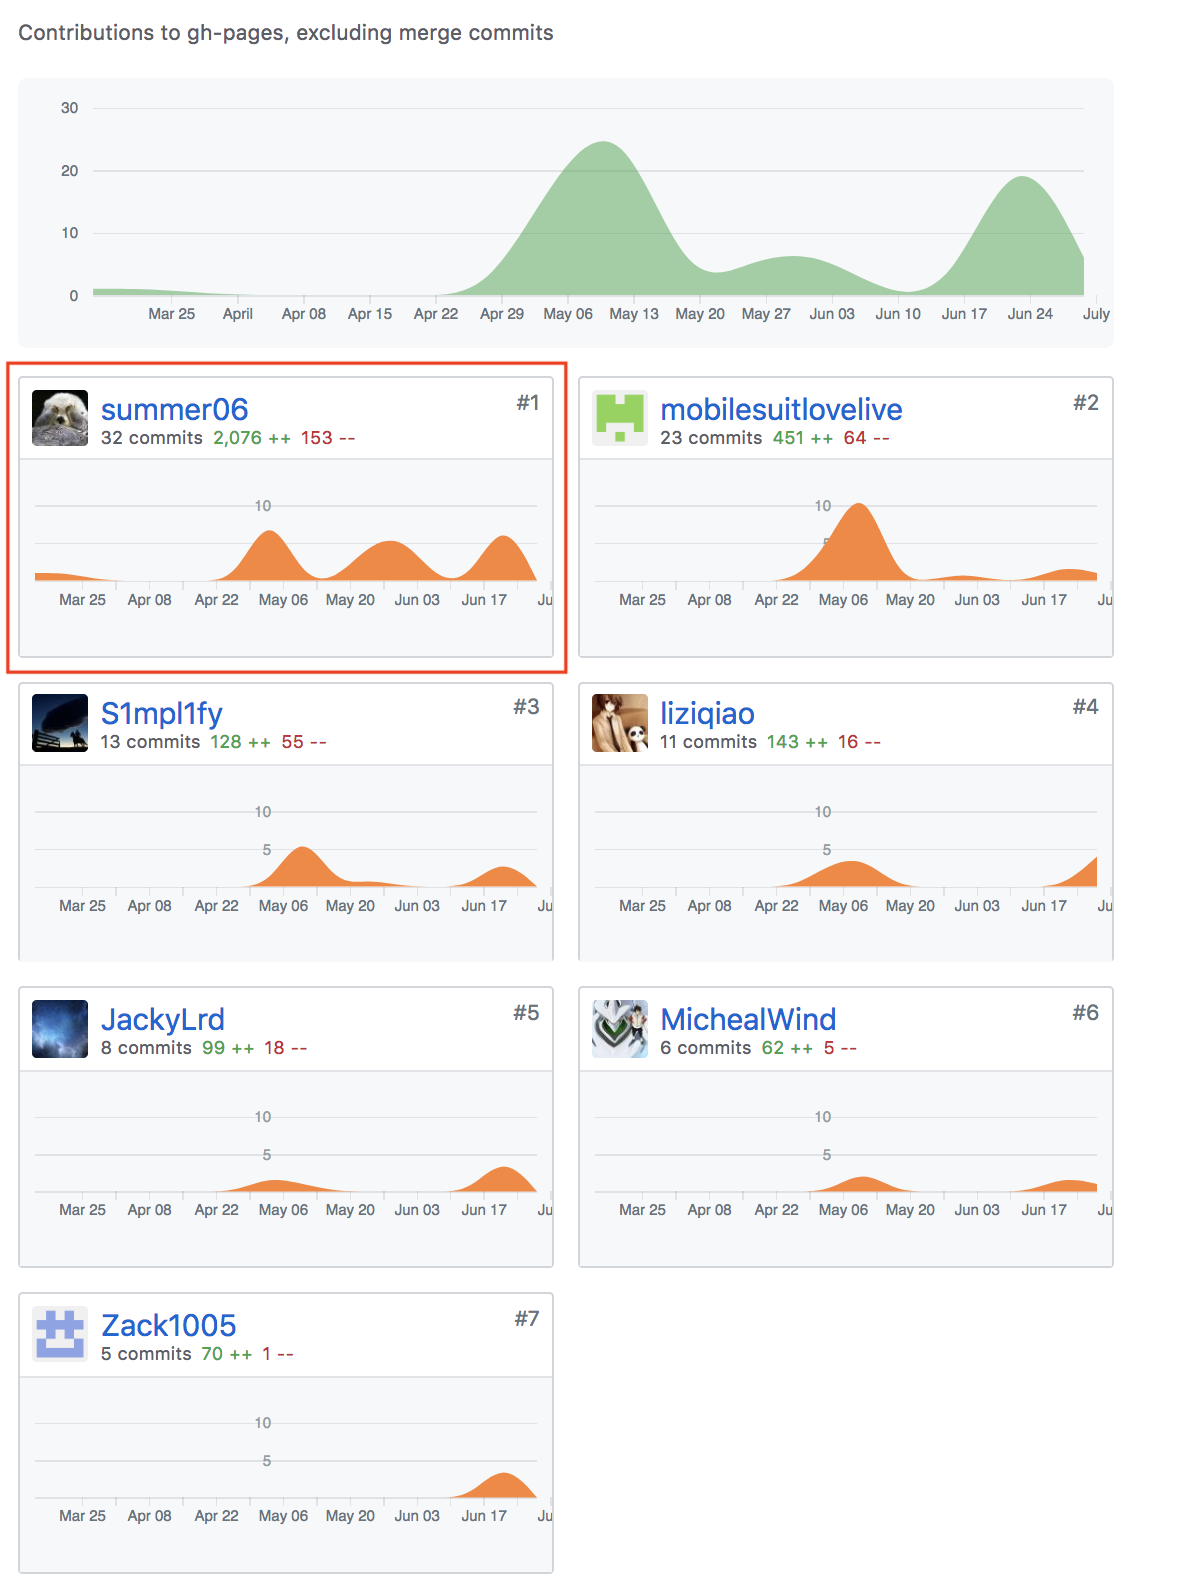 Contributions to gh-pages, excluding merge commits
30
20
10
0
Mar 25 April Apr 08 Apr 15 Apr 22 Apr 29 May 06 May 13 May 20 May 27 Jun 03 Jun 10 Jun 17 Jun 24 July
summer06 #1
32 commits 2,076 ++ 153 --
10
Mar 25 Apr 08 Apr 22 May 06 May 20 Jun 03 Jun 17 Ju
mobilesuitlovelive #2
23 commits 451 ++ 64 --
10
Mar 25 Apr 08 Apr 22 May 06 May 20 Jun 03 Jun 17 Ju
S1mpl1fy #3
13 commits 128 ++ 55 --
10
5
Mar 25 Apr 08 Apr 22 May 06 May 20 Jun 03 Jun 17 Ju
liziqiao #4
11 commits 143 ++ 16 --
10
5
Mar 25 Apr 08 Apr 22 May 06 May 20 Jun 03 Jun 17 Ju
JackyLrd #5
8 commits 99 ++ 18 --
10
5
Mar 25 Apr 08 Apr 22 May 06 May 20 Jun 03 Jun 17 Ju
MichealWind #6
6 commits 62 ++ 5 --
10
5
Mar 25 Apr 08 Apr 22 May 06 May 20 Jun 03 Jun 17 Ju
Zack1005 #7
5 commits 70 ++ 1 --
10
5
Mar 25 Apr 08 Apr 22 May 06 May 20 Jun 03 Jun 17 Ju